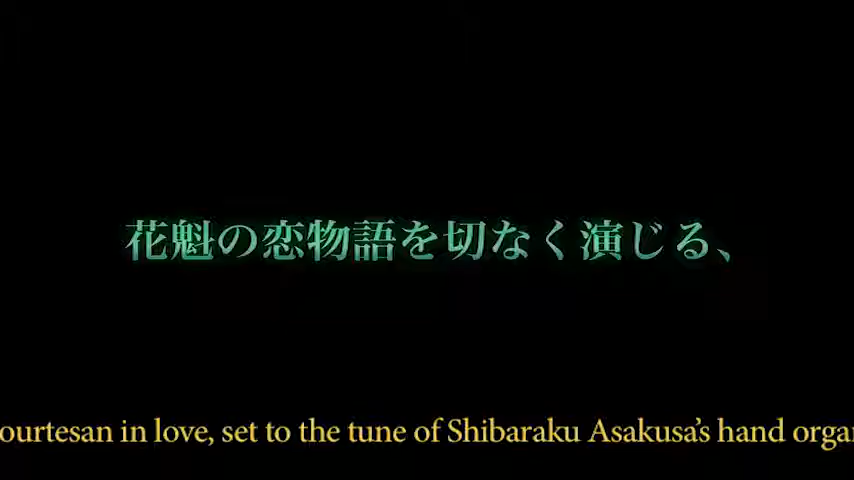 花魁の恋物語を切なく演じる、
ourtesan in love, set to the tune of Shibaraku Asakusa's hand orga